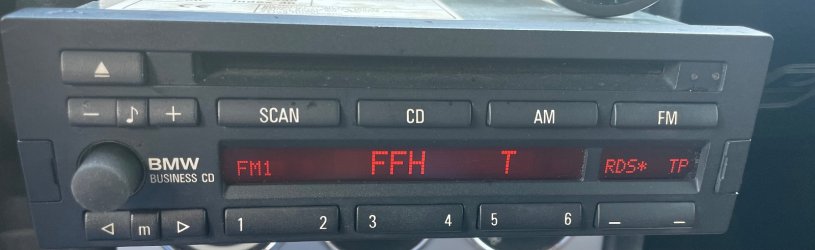 SCAN CD AM FM
BMW
BUSINESS CD
FM1 FFH T RDS* TP
m 1 2 3 4 5 6